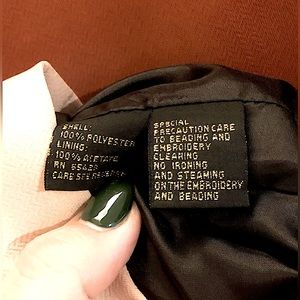 SHELL:
100% POLYESTER
LINING:
100% ACETATE
RN
CARE SEE REVERSE
SPECIAL
PRECAUTION CARE
TO BEADING AND
EMBROIDERY
CLEANING
NO IRONING
AND STEAMING
ON THE EMBROIDERY
AND BEADING